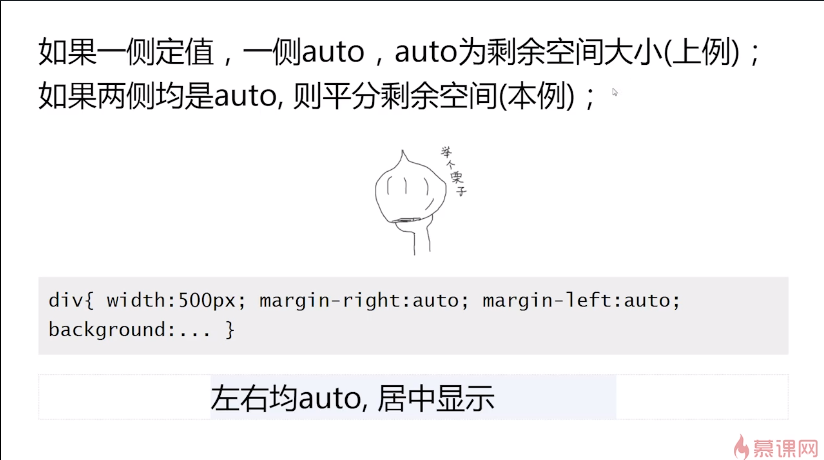 如果一侧定值，一侧auto，auto为剩余空间大小(上例)；
如果两侧均是auto, 则平分剩余空间(本例)；
举个栗子
div{ width:500px; margin-right:auto; margin-left:auto;
background:... }
左右均auto, 居中显示
慕课网